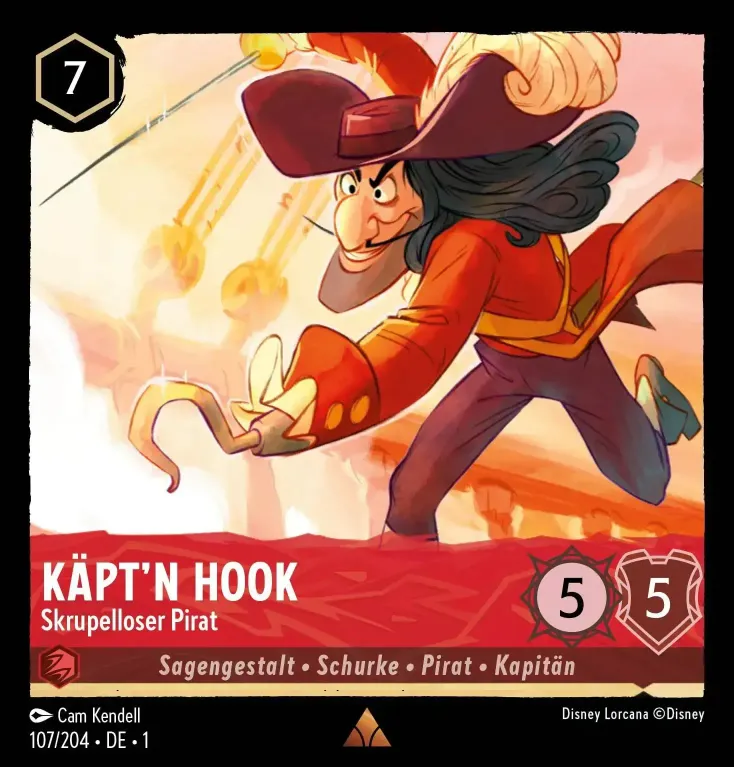 7
KÄPT’N HOOK
Skrupelloser Pirat
5
5
Sagengestalt • Schurke • Pirat • Kapitän
Cam Kendell
Disney Lorcana ©Disney
107/204 • DE • 1